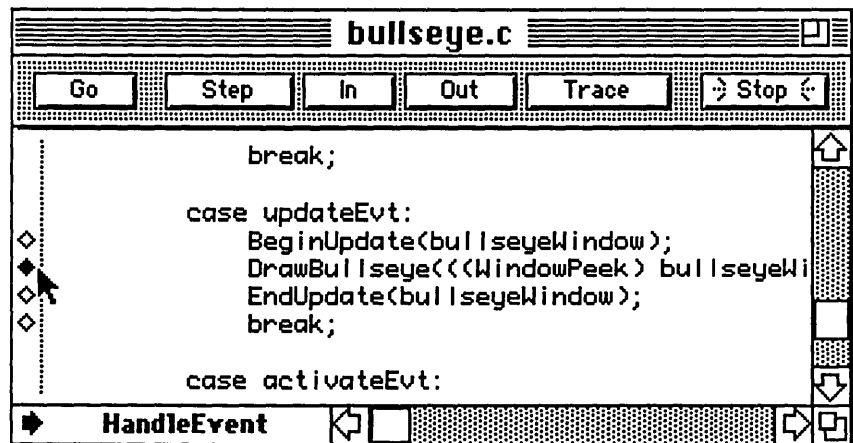 bullseye.c
Go Step In Out Trace Stop
break;
case updateEvt:
BeginUpdate(bullseyeWindow);
DrawBullseye(((WindowPeek) bullseyeWi
EndUpdate(bullseyeWindow);
break;
case activateEvt:
HandleEvent